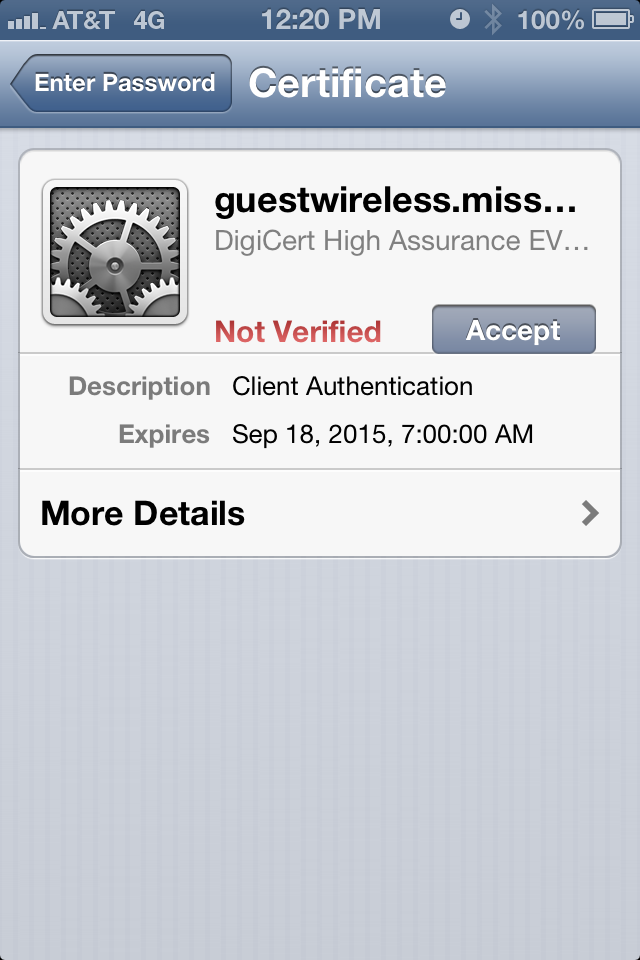 AT&T 4G 12:20 PM 100%
Enter Password Certificate
guestwireless.miss...
DigiCert High Assurance EV...
Not Verified Accept
Description Client Authentication
Expires Sep 18, 2015, 7:00:00 AM
More Details